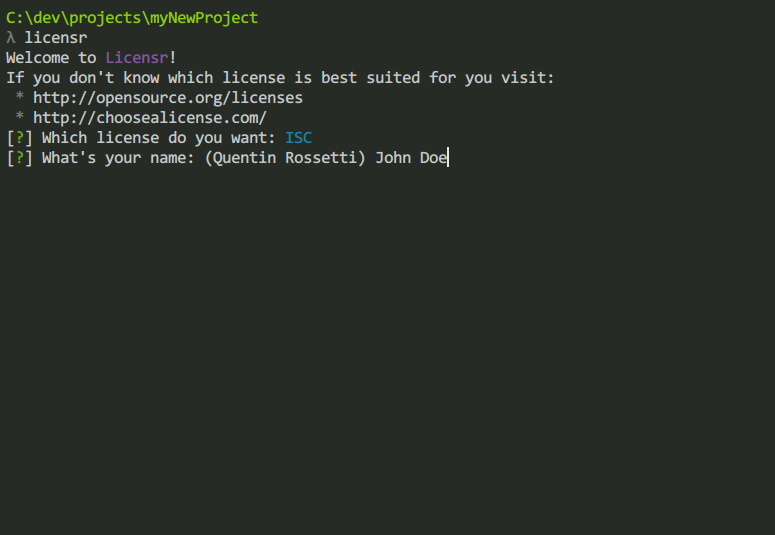 C:\dev\projects\myNewProject
λ licensr
Welcome to Licensr!
If you don't know which license is best suited for you visit:
 * http://opensource.org/licenses
 * http://choosealicense.com/
[?] Which license do you want: ISC
[?] What's your name: (Quentin Rossetti) John Doe